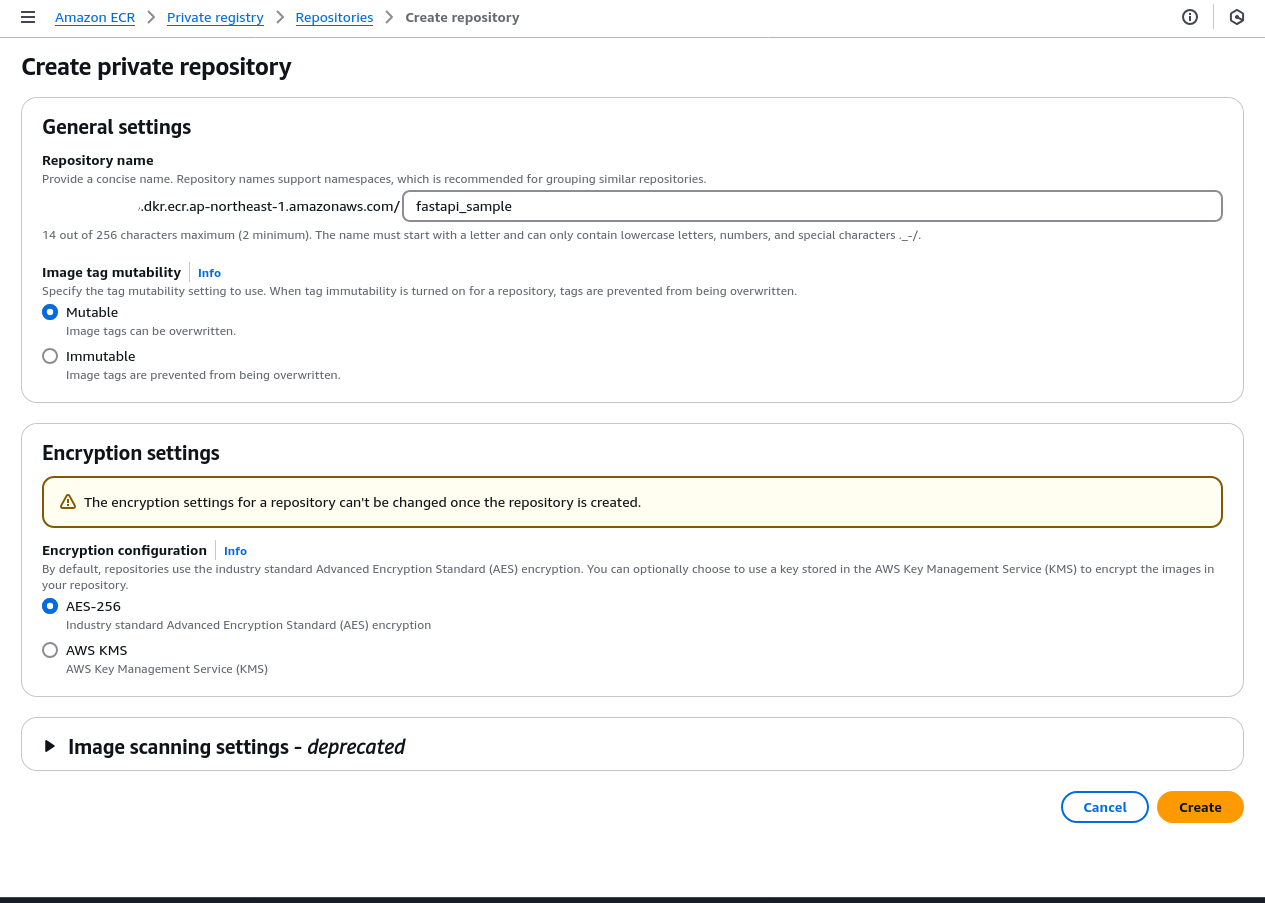 Amazon ECR > Private registry > Repositories > Create repository
Create private repository
General settings
Repository name
Provide a concise name. Repository names support namespaces, which is recommended for grouping similar repositories.
.dkr.ecr.ap-northeast-1.amazonaws.com/ fastapi_sample
14 out of 256 characters maximum (2 minimum). The name must start with a letter and can only contain lowercase letters, numbers, and special characters ._-/.
Image tag mutability Info
Specify the tag mutability setting to use. When tag immutability is turned on for a repository, tags are prevented from being overwritten.
Mutable
Image tags can be overwritten.
Immutable
Image tags are prevented from being overwritten.
Encryption settings
The encryption settings for a repository can't be changed once the repository is created.
Encryption configuration Info
By default, repositories use the industry standard Advanced Encryption Standard (AES) encryption. You can optionally choose to use a key stored in the AWS Key Management Service (KMS) to encrypt the images in
your repository.
AES-256
Industry standard Advanced Encryption Standard (AES) encryption
AWS KMS
AWS Key Management Service (KMS)
Image scanning settings - deprecated
Cancel Create